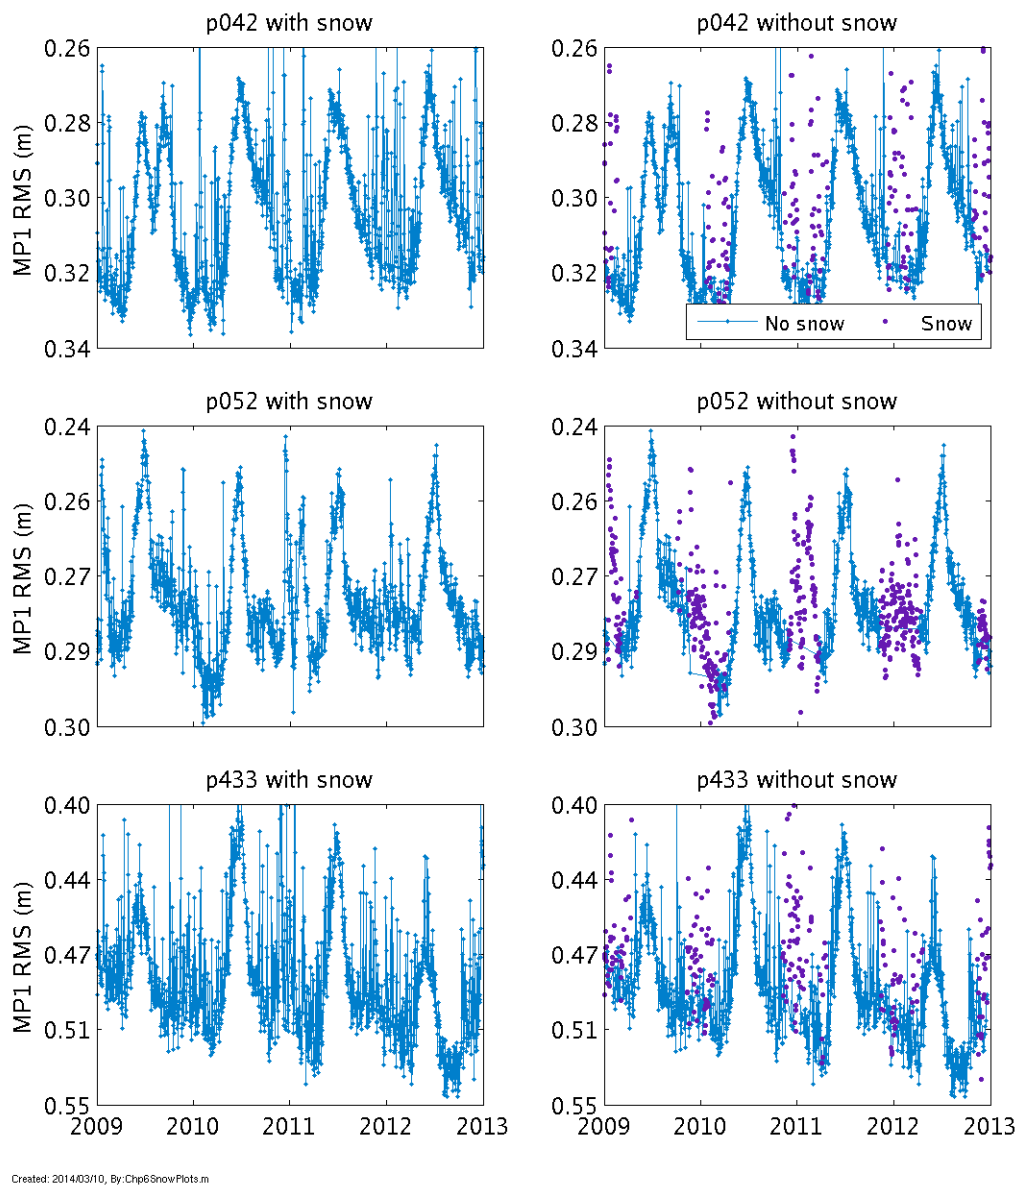 p042 with snow
p042 without snow
0.26
0.28
0.30
0.32
0.34
MP1 RMS (m)
0.26
0.28
0.30
0.32
0.34
No snow
Snow
p052 with snow
p052 without snow
0.24
0.26
0.27
0.29
0.30
MP1 RMS (m)
0.24
0.26
0.27
0.29
0.30
p433 with snow
p433 without snow
0.40
0.44
0.47
0.51
0.55
MP1 RMS (m)
0.40
0.44
0.47
0.51
0.55
2009 2010 2011 2012 2013
2009 2010 2011 2012 2013
Created: 2014/03/10, By:Chp6SnowPlots.m